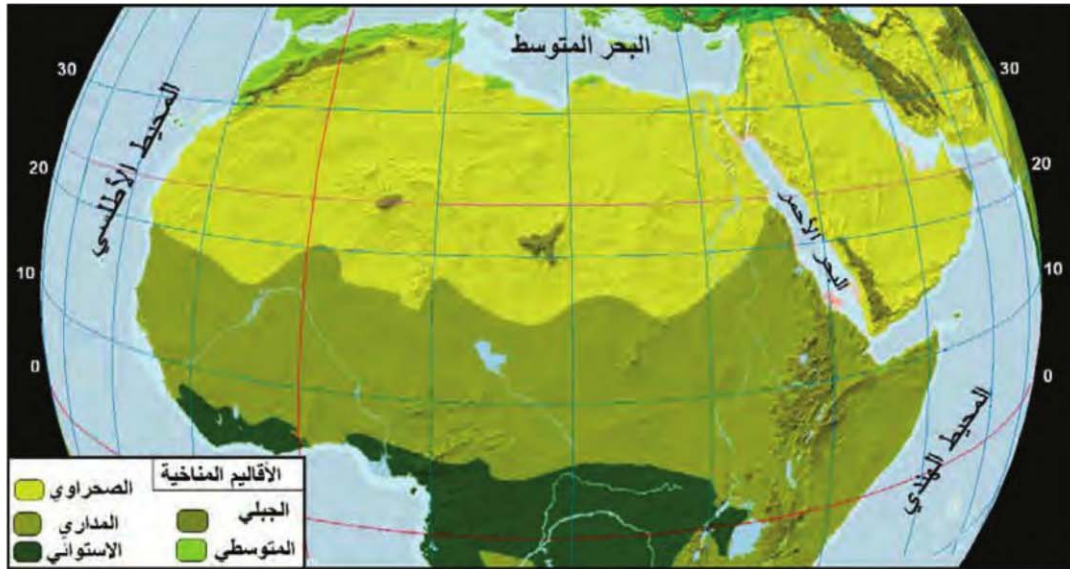 البحر المتوسط
30
30
المحيط الأطلسي
20
20
البحر الأحمر
10
10
0
0
المحيط الهندي
الأقاليم المناخية
الصحراوي
الجبلي
المداري
المتوسطي
الاستوائي